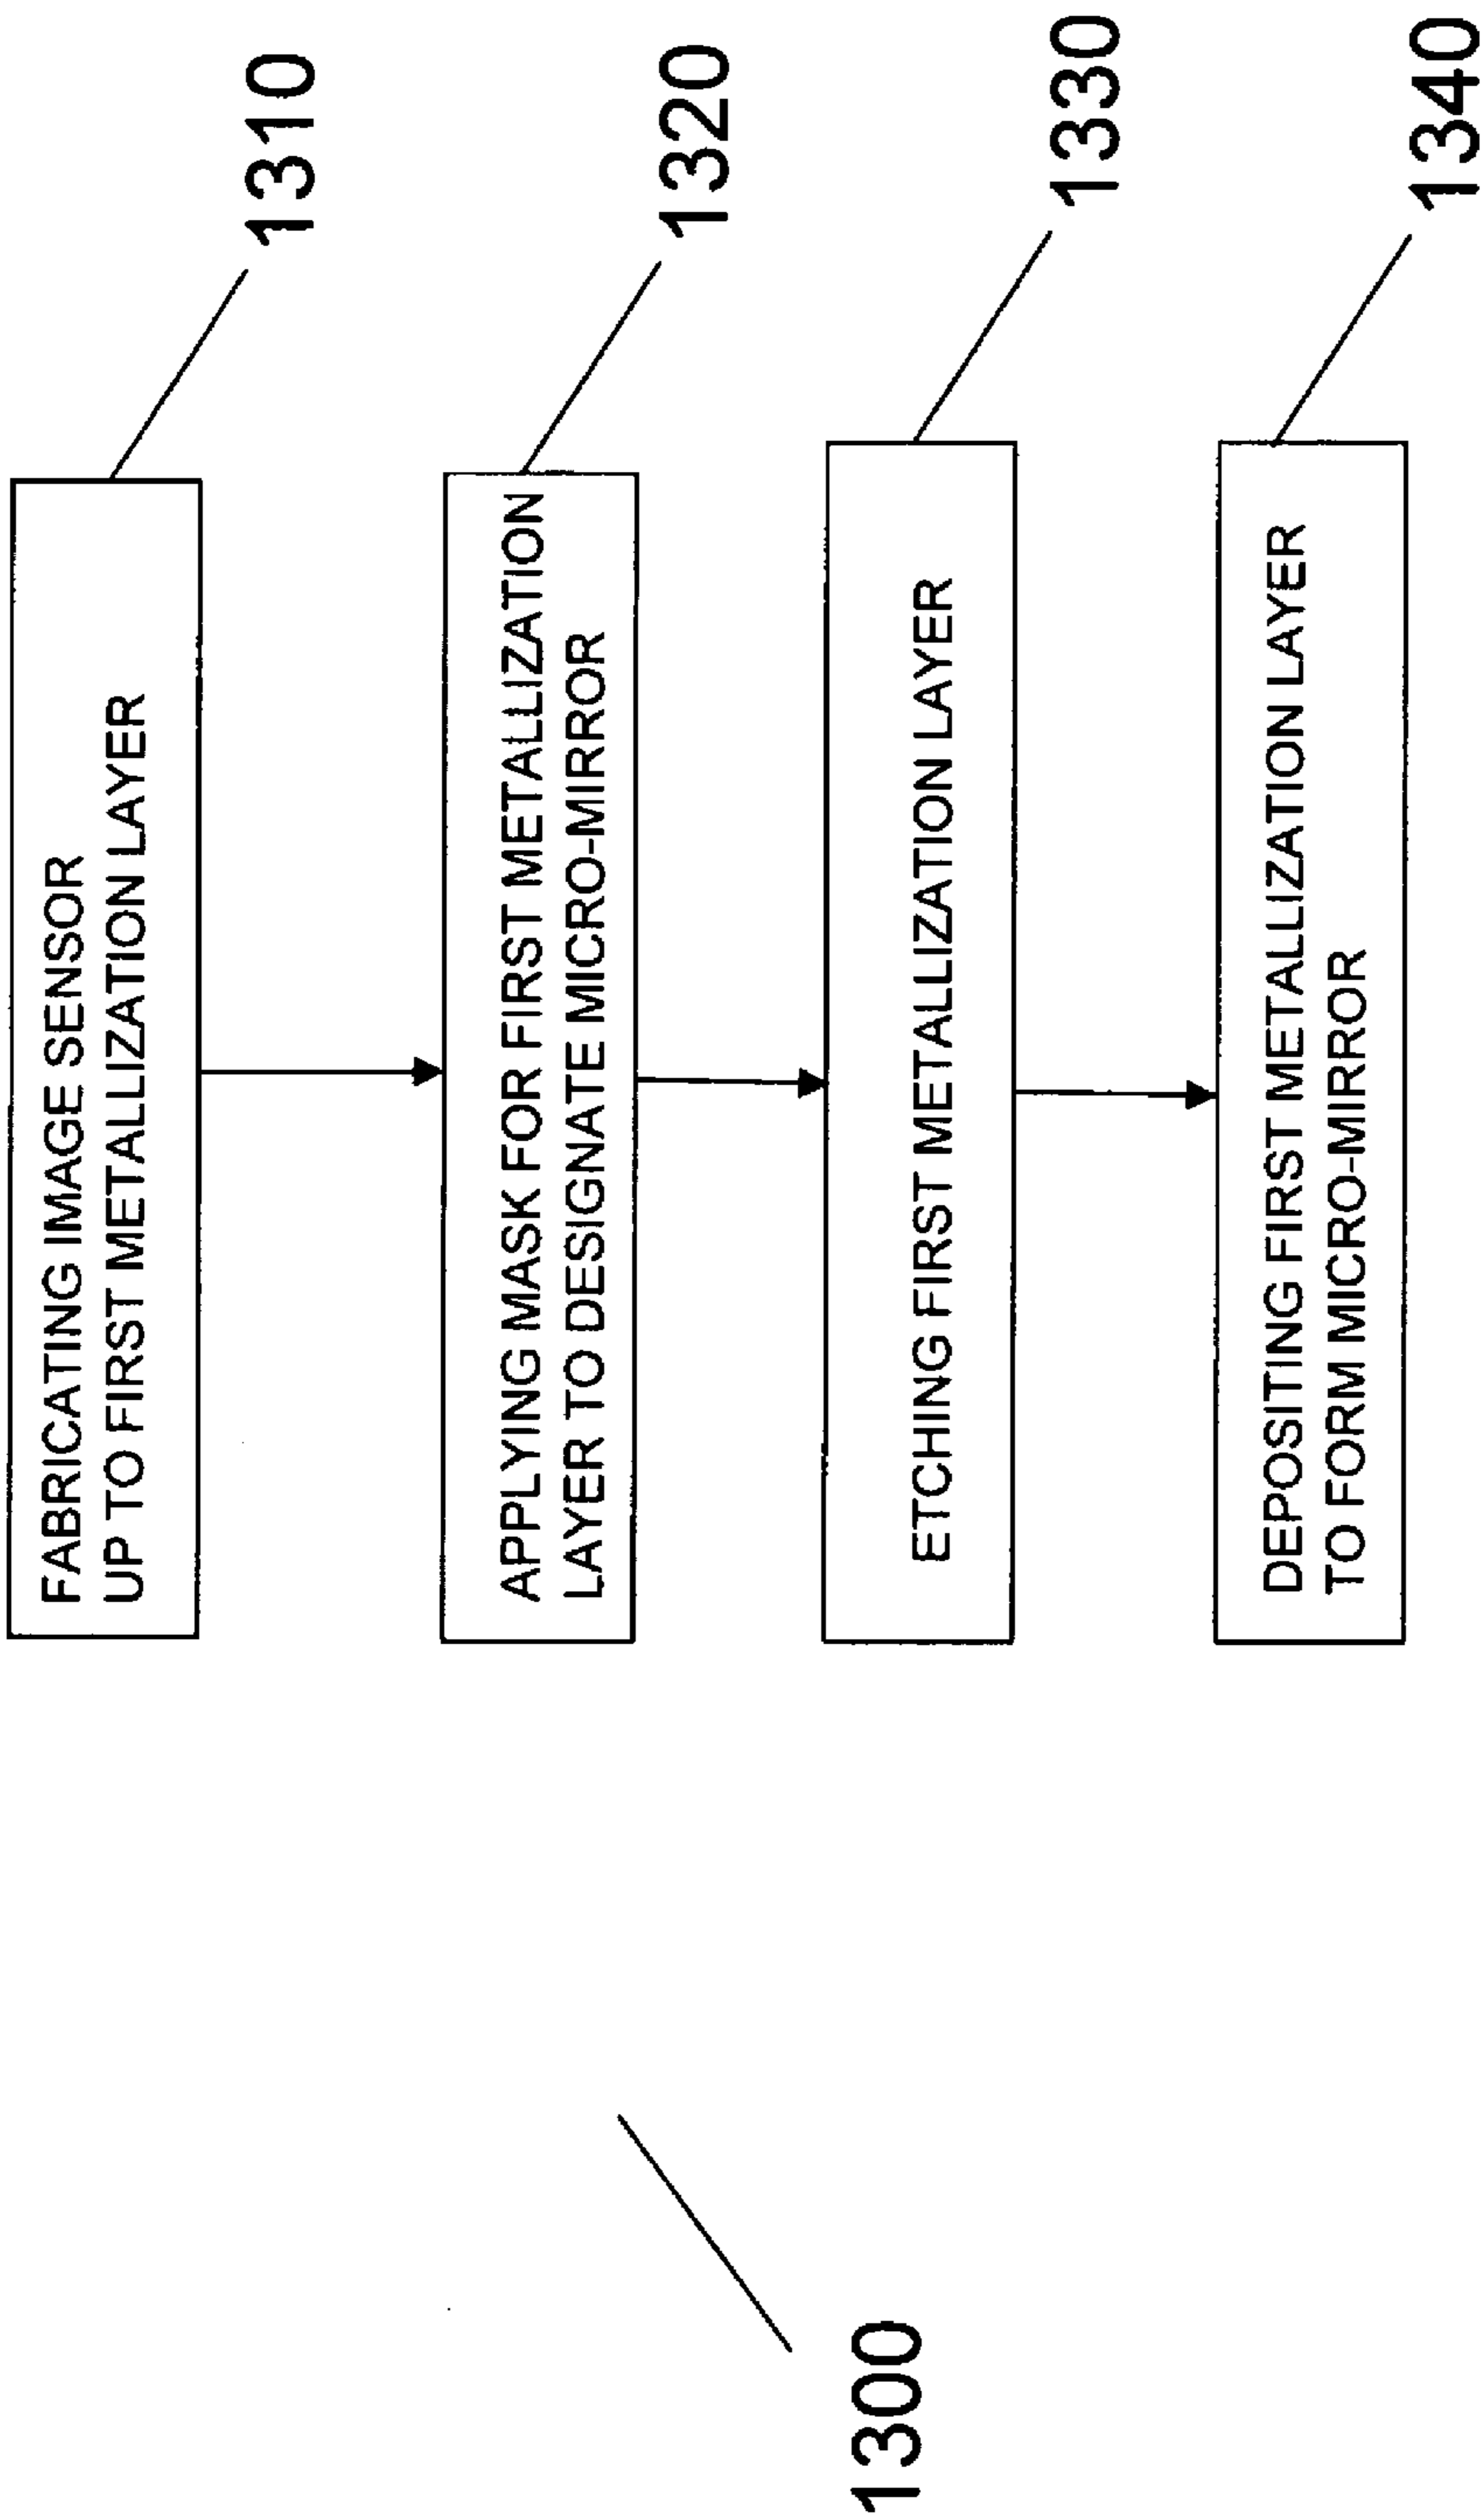 1300
FABRICATING IMAGE SENSOR
UP TO FIRST METALLIZATION LAYER
1310
APPLYING MASK FOR FIRST METALLIZATION
LAYER TO DESIGNATE MICRO-MIRROR
1320
ETCHING FIRST METALLIZATION LAYER
1330
DEPOSITING FIRST METALLIZATION LAYER
TO FORM MICRO-MIRROR
1340